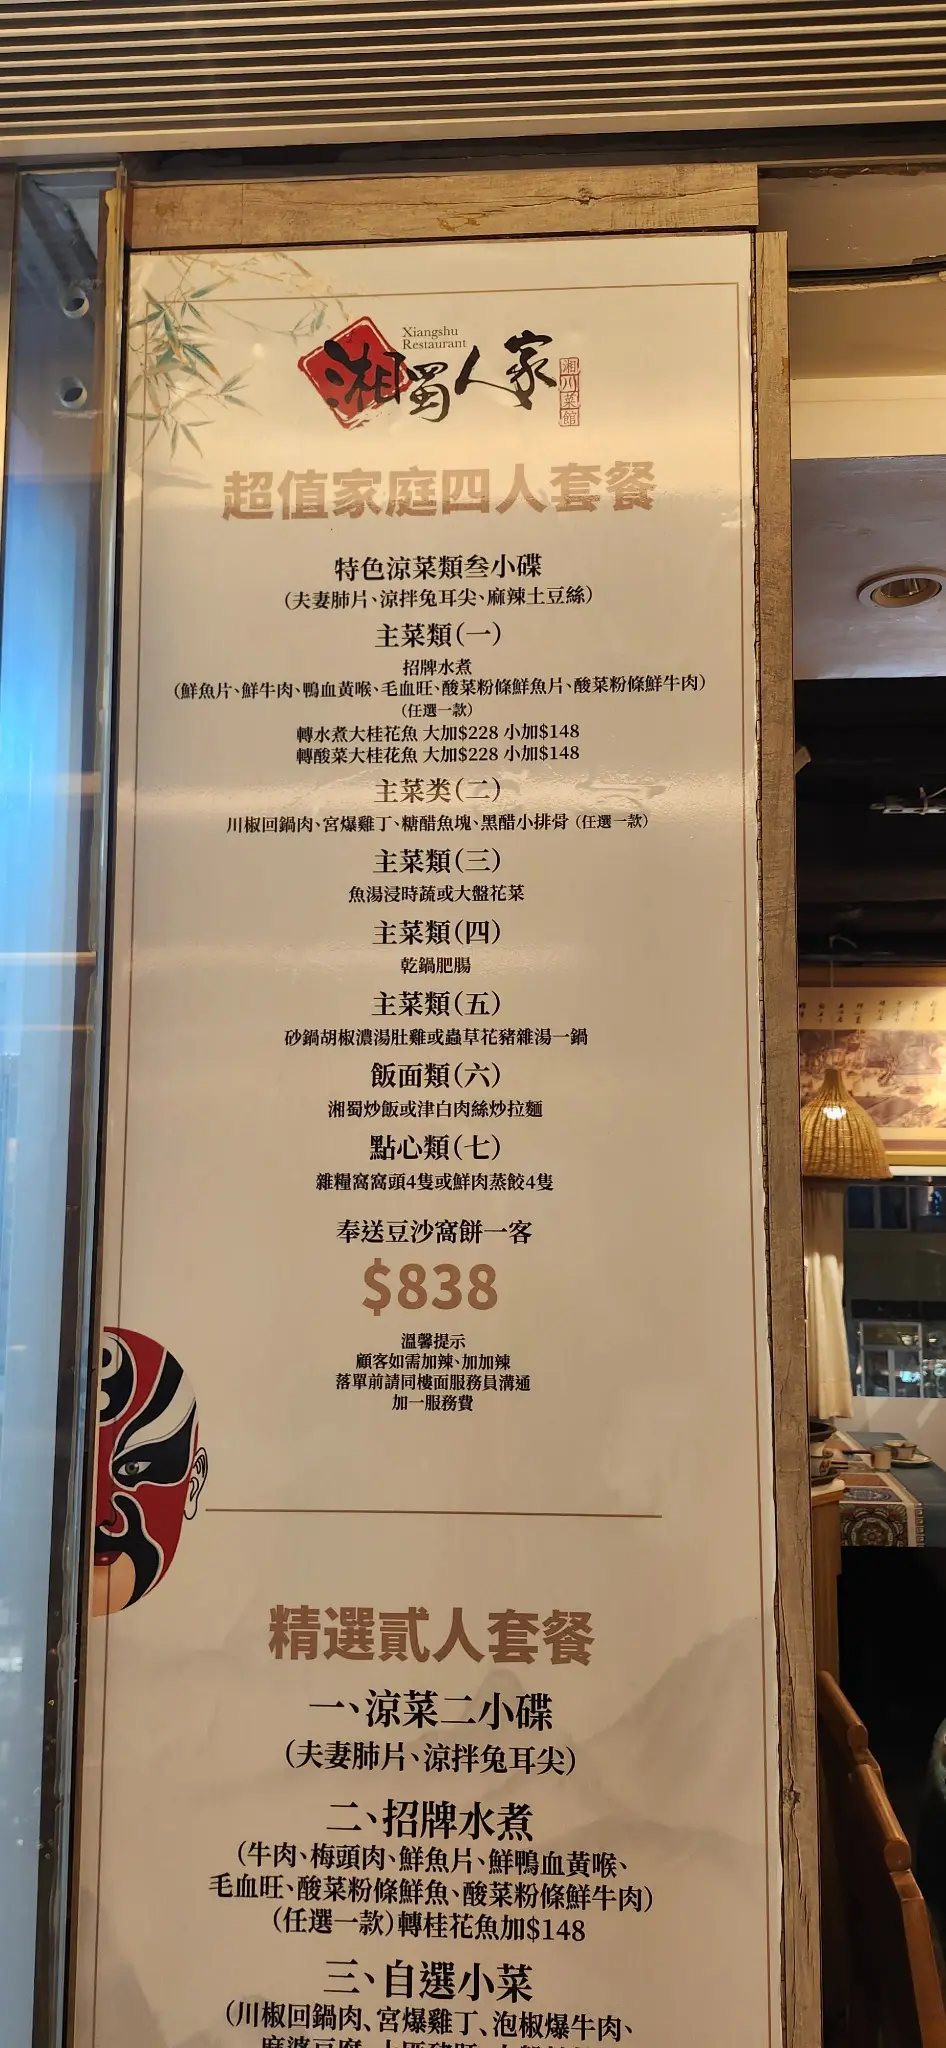 Xiangshu
Restaurant
湘蜀人家
湘川菜館
超值家庭四人套餐
特色涼菜類叁小碟
（夫妻肺片、涼拌兔耳尖、麻辣土豆絲）
主菜類（一）
招牌水煮
（鮮魚片、鮮牛肉、鴨血黃喉、毛血旺、酸菜粉條鮮魚片、酸菜粉條鮮牛肉）
（任選一款）
轉水煮大桂花魚 大加$228 小加$148
轉酸菜大桂花魚 大加$228 小加$148
主菜类（二）
川椒回鍋肉、宮爆雞丁、糖醋魚塊、黑醋小排骨（任選一款）
主菜類（三）
魚湯浸時蔬或大盤花菜
主菜類（四）
乾鍋肥腸
主菜類（五）
砂鍋胡椒濃湯肚雞或蟲草花豬雜湯一鍋
飯面類（六）
湘蜀炒飯或津白肉絲炒拉麵
點心類（七）
雜糧窩窩頭4隻或鮮肉蒸餃4隻
奉送豆沙窩餅一客
$838
溫馨提示
顧客如需加辣、加加辣
落單前請同樓面服務員溝通
加一服務費
精選貳人套餐
一、涼菜二小碟
（夫妻肺片、涼拌兔耳尖）
二、招牌水煮
（牛肉、梅頭肉、鮮魚片、鮮鴨血黃喉、
毛血旺、酸菜粉條鮮魚、酸菜粉條鮮牛肉）
（任選一款）轉桂花魚加$148
三、自選小菜
（川椒回鍋肉、宮爆雞丁、泡椒爆牛肉、
麻婆豆腐、